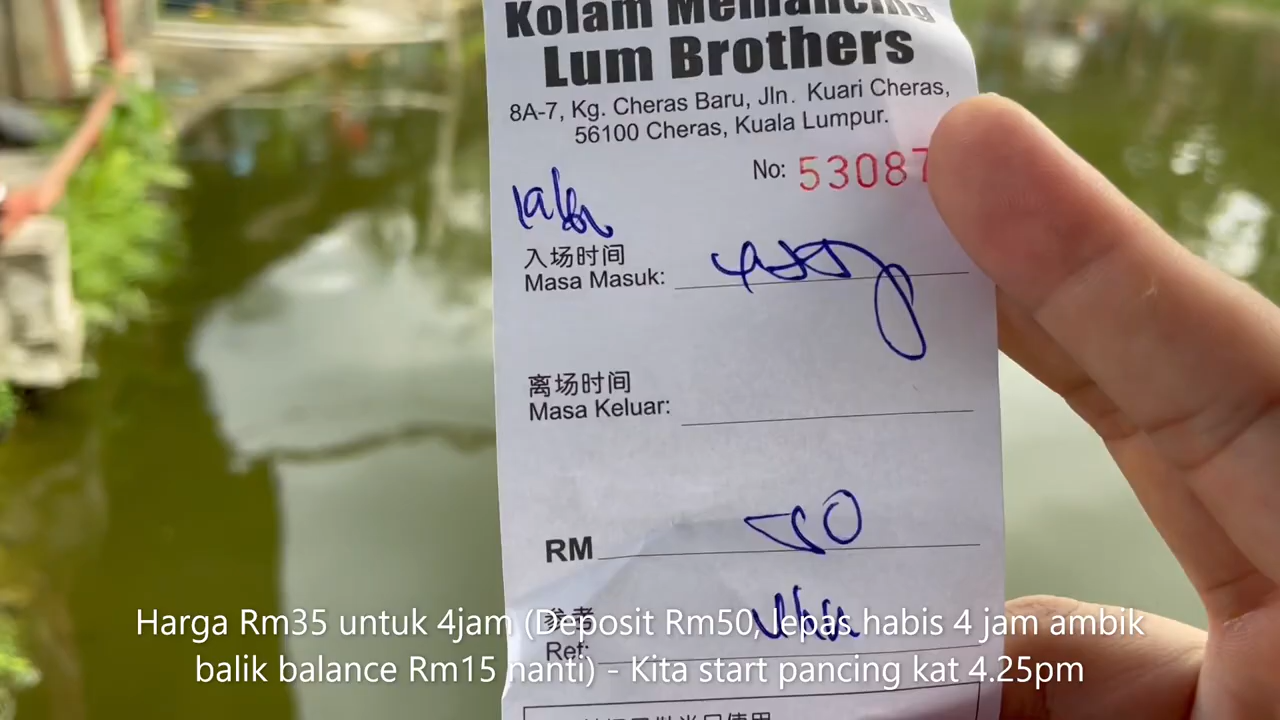 Kolam Memancing
Lum Brothers
8A-7, Kg. Cheras Baru, Jln. Kuari Cheras,
56100 Cheras, Kuala Lumpur.
No: 53087
入场时间
Masa Masuk:
离场时间
Masa Keluar:
RM 50
参考
Ref:
Harga Rm35 untuk 4jam (Deposit Rm50, lepas habis 4 jam ambik
balik balance Rm15 nanti) - Kita start pancing kat 4.25pm